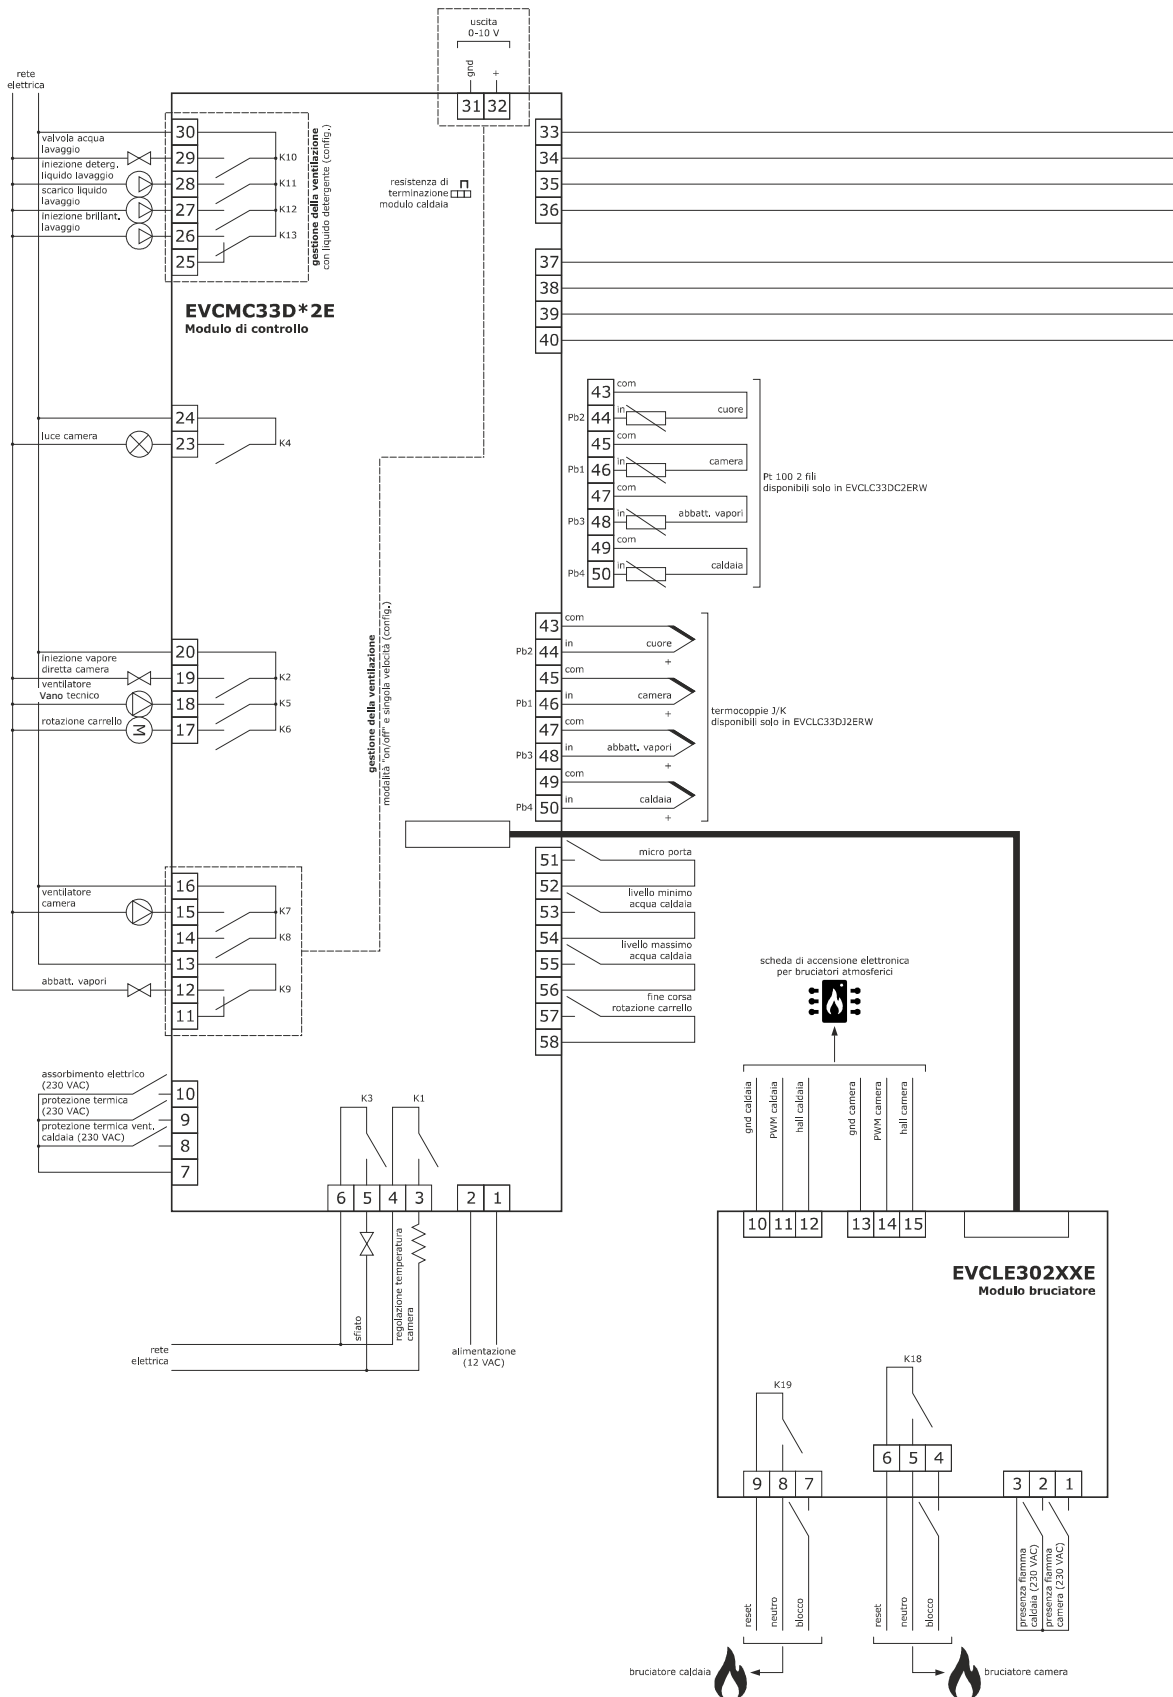 uscita
0-10 V
gnd
+
31 32
rete
elettrica
30
29
28
27
26
25
valvola acqua
lavaggio
iniezione deterg.
liquido lavaggio
scarico liquido
lavaggio
iniezione brillant.
lavaggio
K10
K11
K12
K13
gestione della ventilazione
con liquido detergente (config.)
resistenza di
terminazione
modulo caldaia
33
34
35
36
37
38
39
40
EVCMC33D*2E
Modulo di controllo
24
23
luce camera
K4
43 com
Pb2 44 in cuore
45 com
Pb1 46 in camera
47 com
Pb3 48 in abbatt. vapori
49 com
Pb4 50 in caldaia
Pt 100 2 fili
disponibili solo in EVCLC33DC2ERW
gestione della ventilazione
modalità "on/off" e singola velocità (config.)
20
19
18
17
iniezione vapore
diretta camera
ventilatore
Vano tecnico
rotazione carrello
M
K2
K5
K6
43 com
Pb2 44 in cuore
+
45 com
Pb1 46 in camera
+
47 com
Pb3 48 in abbatt. vapori
+
49 com
Pb4 50 in caldaia
+
termocoppie J/K
disponibili solo in EVCLC33DJ2ERW
16
15
14
13
12
11
ventilatore
camera
abbatt. vapori
K7
K8
K9
51
52
53
54
55
56
57
58
micro porta
livello minimo
acqua caldaia
livello massimo
acqua caldaia
fine corsa
rotazione carrello
scheda di accensione elettronica
per bruciatori atmosferici
assorbimento elettrico
(230 VAC)
protezione termica
(230 VAC)
protezione termica vent.
caldaia (230 VAC)
10
9
8
7
K3
K1
6 5 4 3
2 1
sfiato
regolazione temperatura
camera
rete
elettrica
alimentazione
(12 VAC)
gnd caldaia
PWM caldaia
hall caldaia
gnd camera
PWM camera
hall camera
10 11 12
13 14 15
EVCLE302XXE
Modulo bruciatore
K19
K18
9 8 7
6 5 4
3 2 1
reset
neutro
blocco
reset
neutro
blocco
presenza fiamma
caldaia (230 VAC)
presenza fiamma
camera (230 VAC)
bruciatore caldaia
bruciatore camera